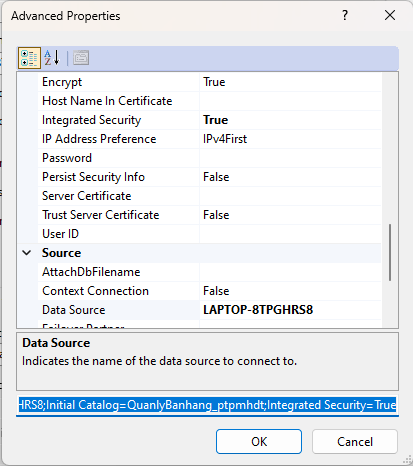 Advanced Properties
Encrypt True
Host Name In Certificate
Integrated Security True
IP Address Preference IPv4First
Password
Persist Security Info False
Server Certificate
Trust Server Certificate False
User ID
Source
AttachDbFilename
Context Connection False
Data Source LAPTOP-8TPGHRS8
Failover Partner
Data Source
Indicates the name of the data source to connect to.
HRS8;Initial Catalog=QuanlyBanhang_ptpmhdt;Integrated Security=True
OK Cancel